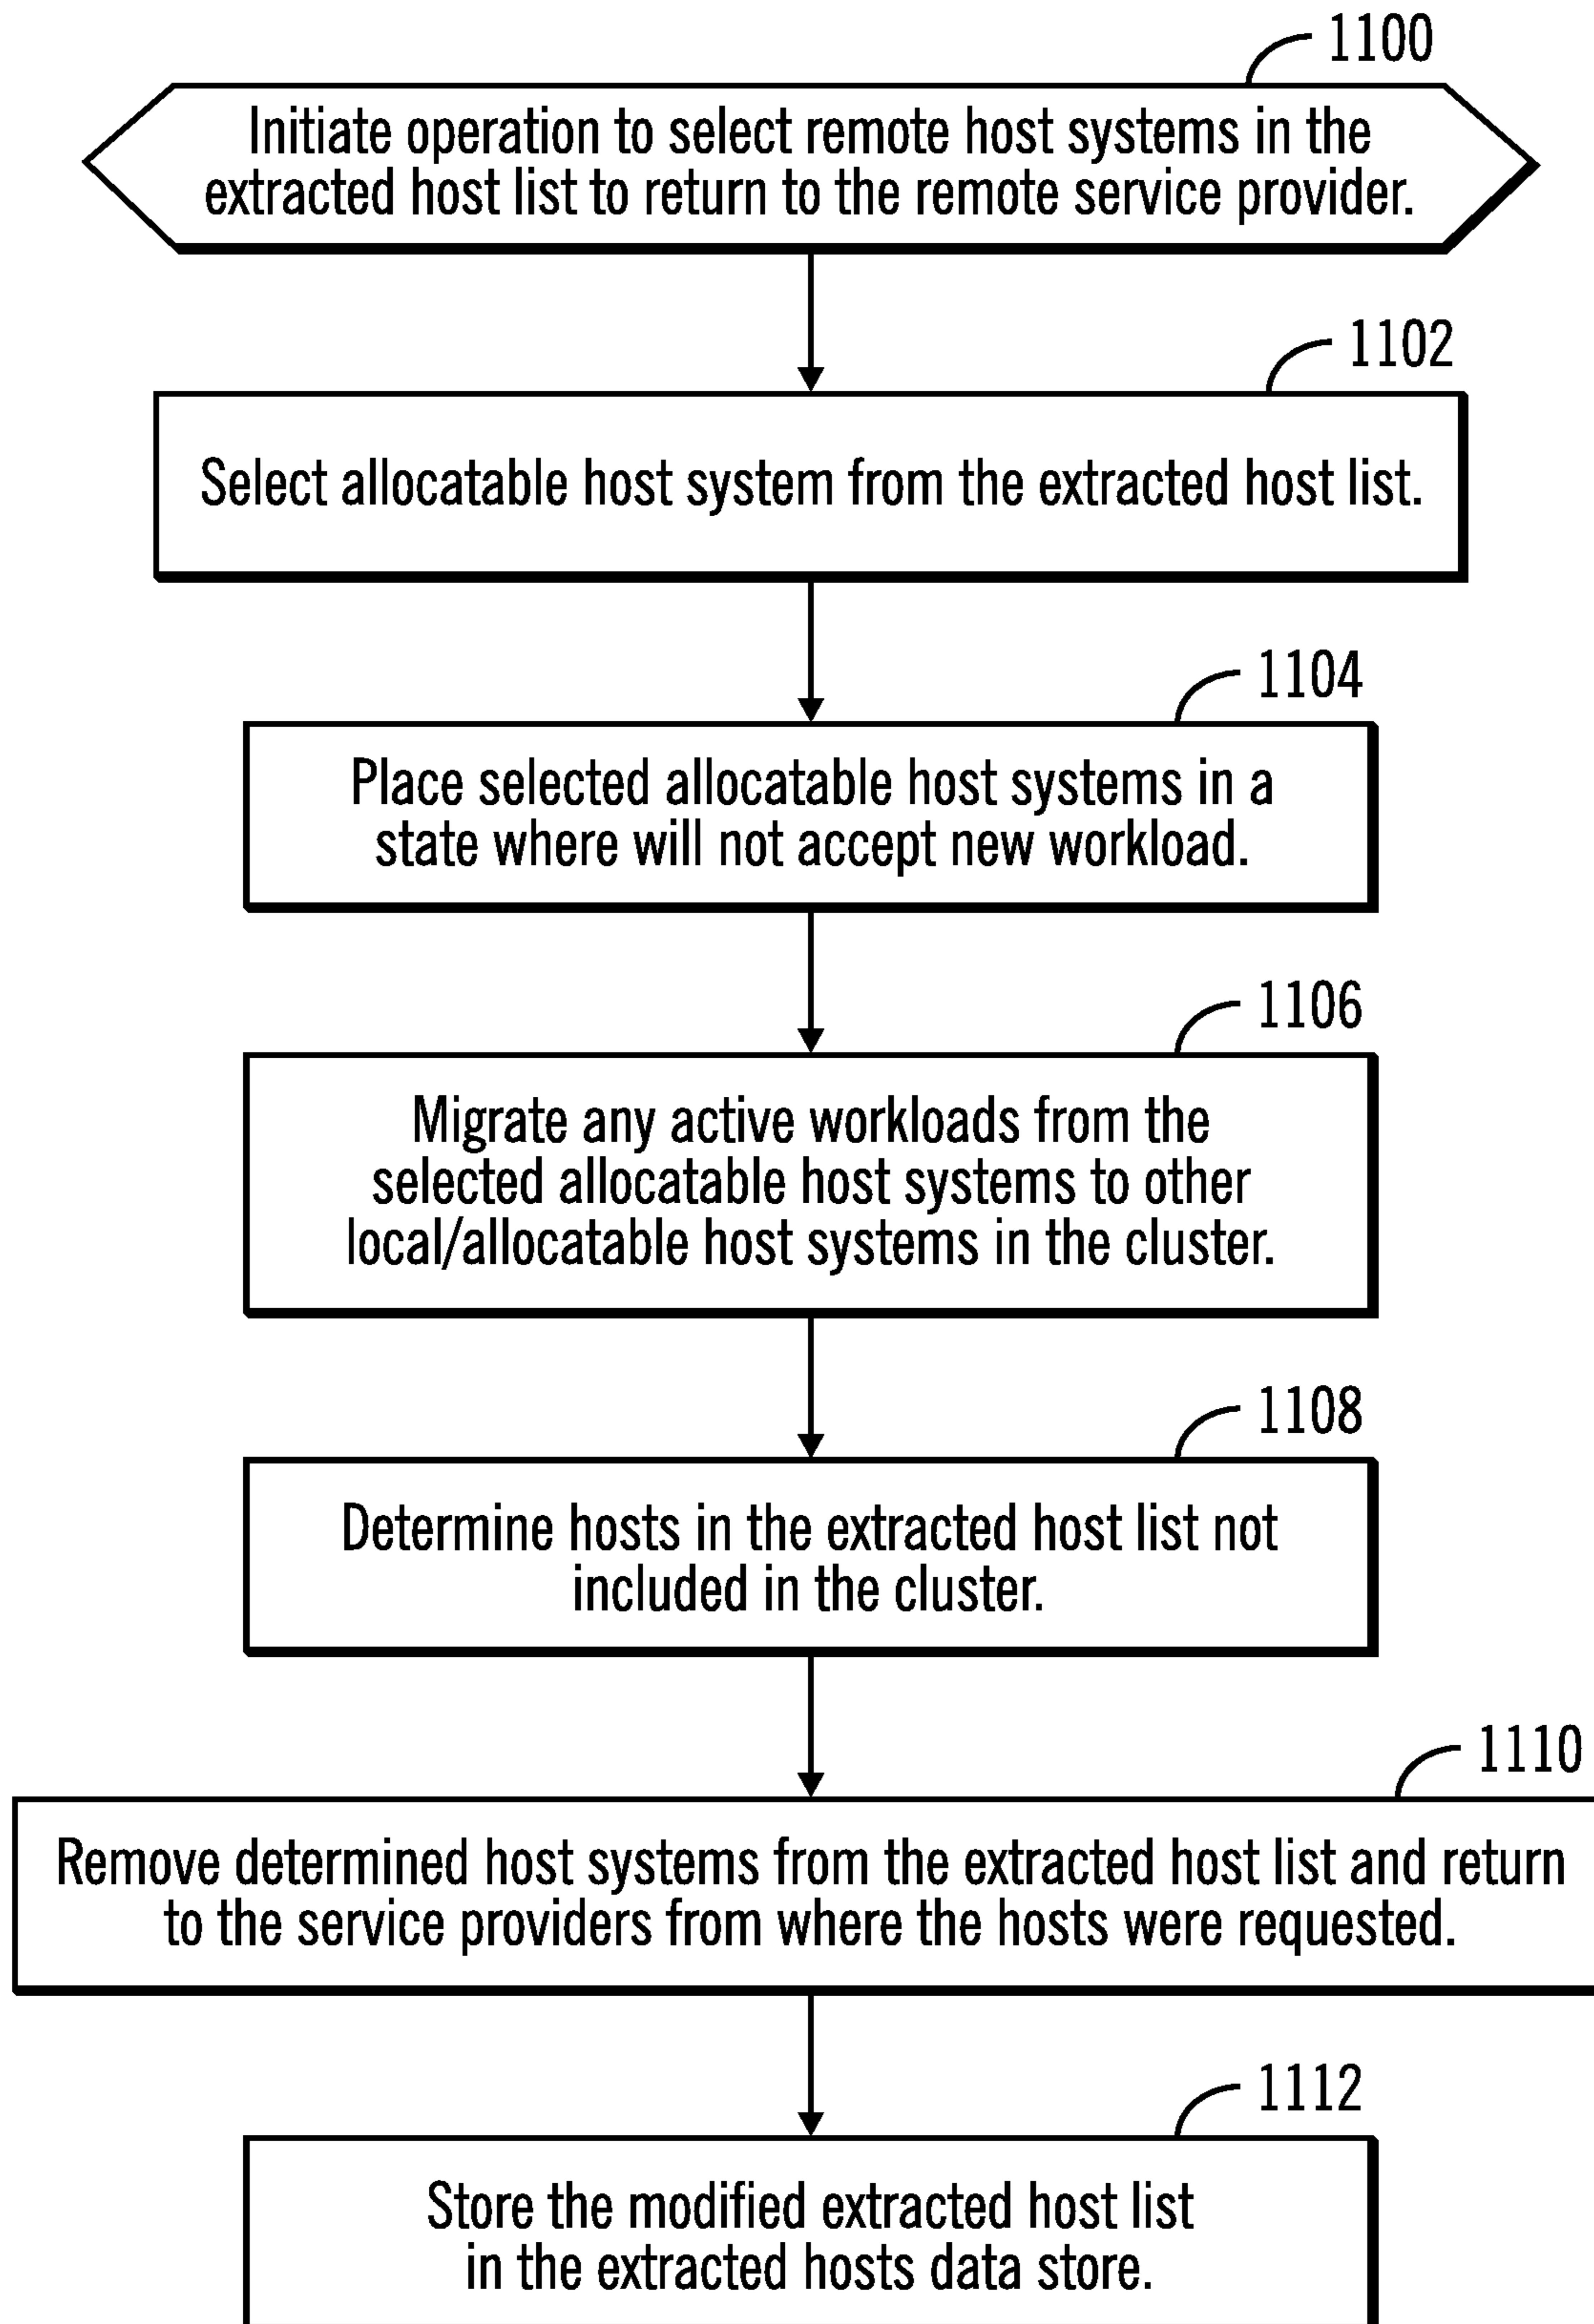 1100
Initiate operation to select remote host systems in the
extracted host list to return to the remote service provider.
1102
Select allocatable host system from the extracted host list.
1104
Place selected allocatable host systems in a
state where will not accept new workload.
1106
Migrate any active workloads from the
selected allocatable host systems to other
local/allocatable host systems in the cluster.
1108
Determine hosts in the extracted host list not
included in the cluster.
1110
Remove determined host systems from the extracted host list and return
to the service providers from where the hosts were requested.
1112
Store the modified extracted host list
in the extracted hosts data store.